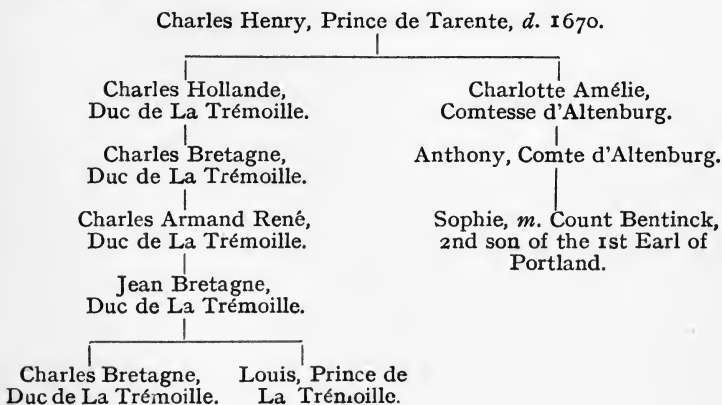 Charles Henry, Prince de Tarente, d. 1670.
Charles Hollande,
Duc de La Trémoille.
Charlotte Amélie,
Comtesse d'Altenburg.
Charles Bretagne,
Duc de La Trémoille.
Anthony, Comte d'Altenburg.
Charles Armand René,
Duc de La Trémoille.
Sophie, m. Count Bentinck,
2nd son of the 1st Earl of
Portland.
Jean Bretagne,
Duc de La Trémoille.
Charles Bretagne,
Duc de La Trémoille.
Louis, Prince de
La Trémoille.